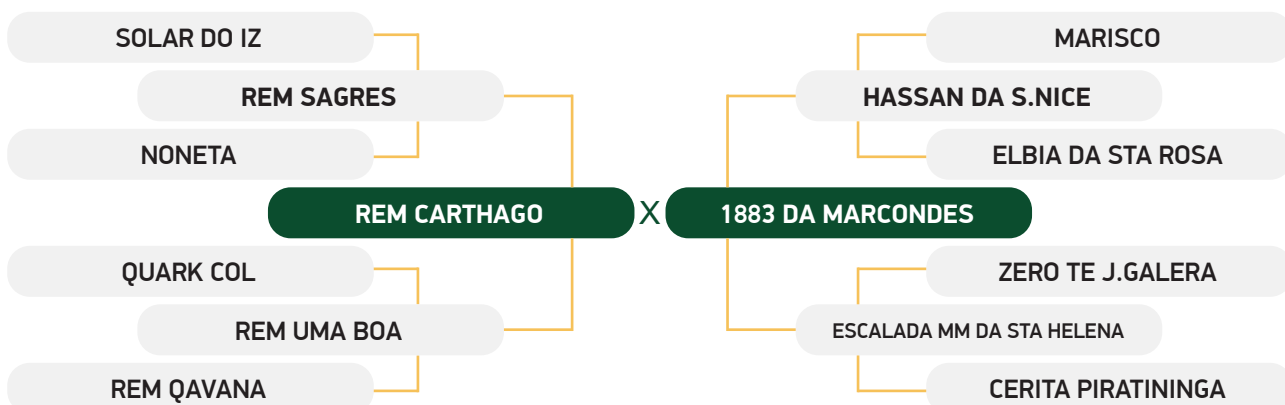 SOLAR DO IZ
MARISCO
REM SAGRES
HASSAN DA S.NICE
NONETA
ELBIA DA STA ROSA
REM CARTHAGO X 1883 DA MARCONDES
QUARK COL
ZERO TE J.GALERA
REM UMA BOA
ESCALADA MM DA STA HELENA
REM QAVANA
CERITA PIRATININGA